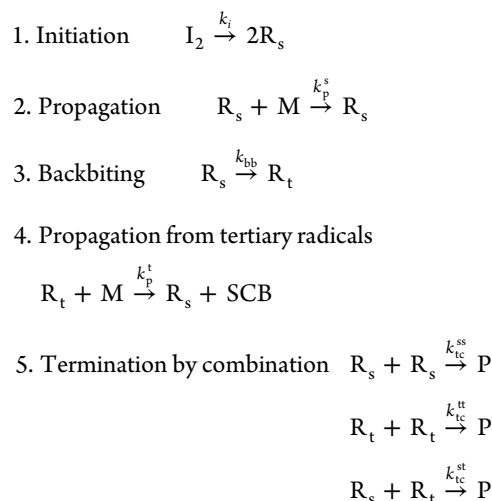 1. Initiation I₂ →^{kᵢ} 2Rₛ
2. Propagation Rₛ + M →^{kₚˢ} Rₛ
3. Backbiting Rₛ →^{k_bb} Rₜ
4. Propagation from tertiary radicals
Rₜ + M →^{kₚᵗ} Rₛ + SCB
5. Termination by combination Rₛ + Rₛ →^{k_tc^ss} P
Rₜ + Rₜ →^{k_tc^tt} P
Rₛ + Rₜ →^{k_tc^st} P